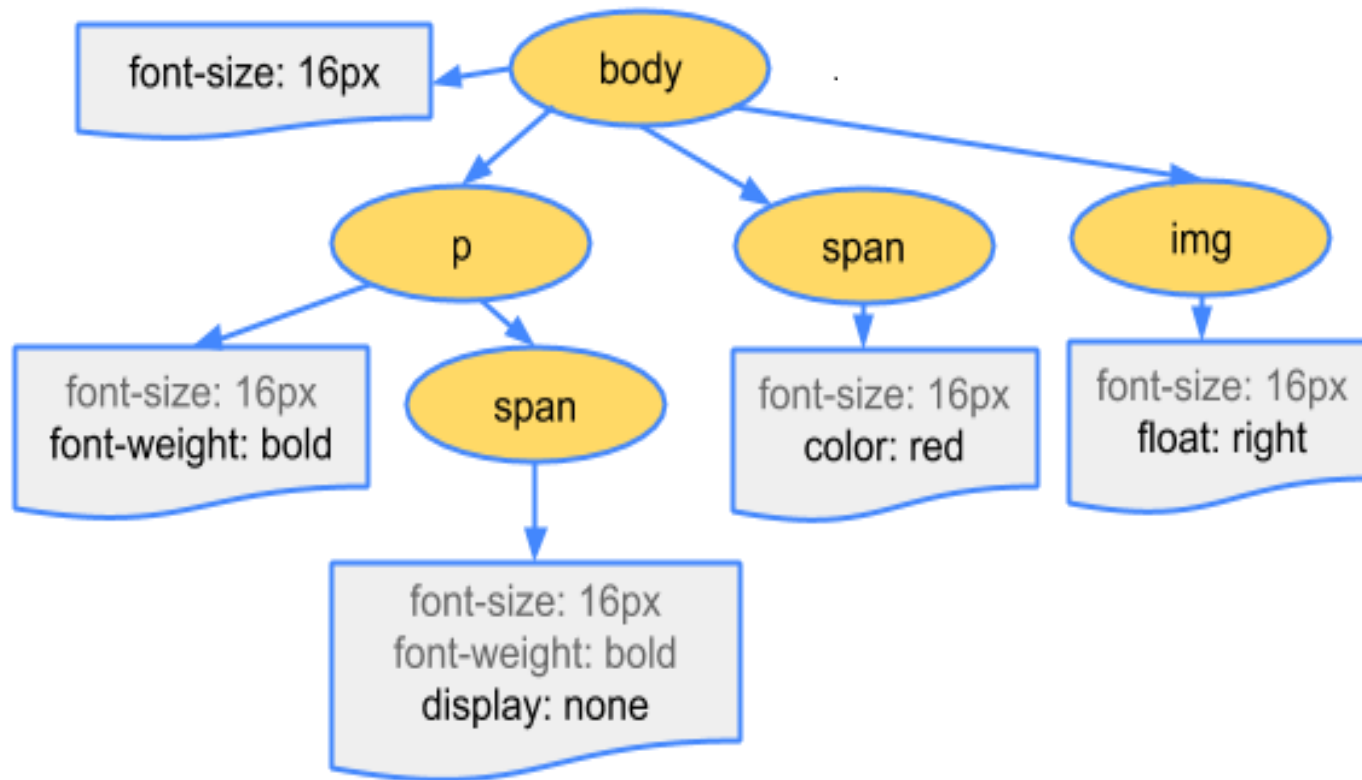 font-size: 16px
body
p
span
img
font-size: 16px
font-weight: bold
span
font-size: 16px
color: red
font-size: 16px
float: right
font-size: 16px
font-weight: bold
display: none